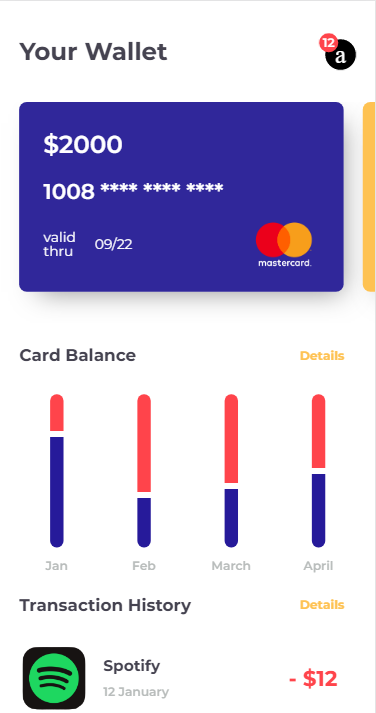 Your Wallet
12
a
$2000
1008 **** **** ****
valid
thru
09/22
mastercard.
Card Balance
Details
Jan
Feb
March
April
Transaction History
Details
Spotify
12 January
- $12